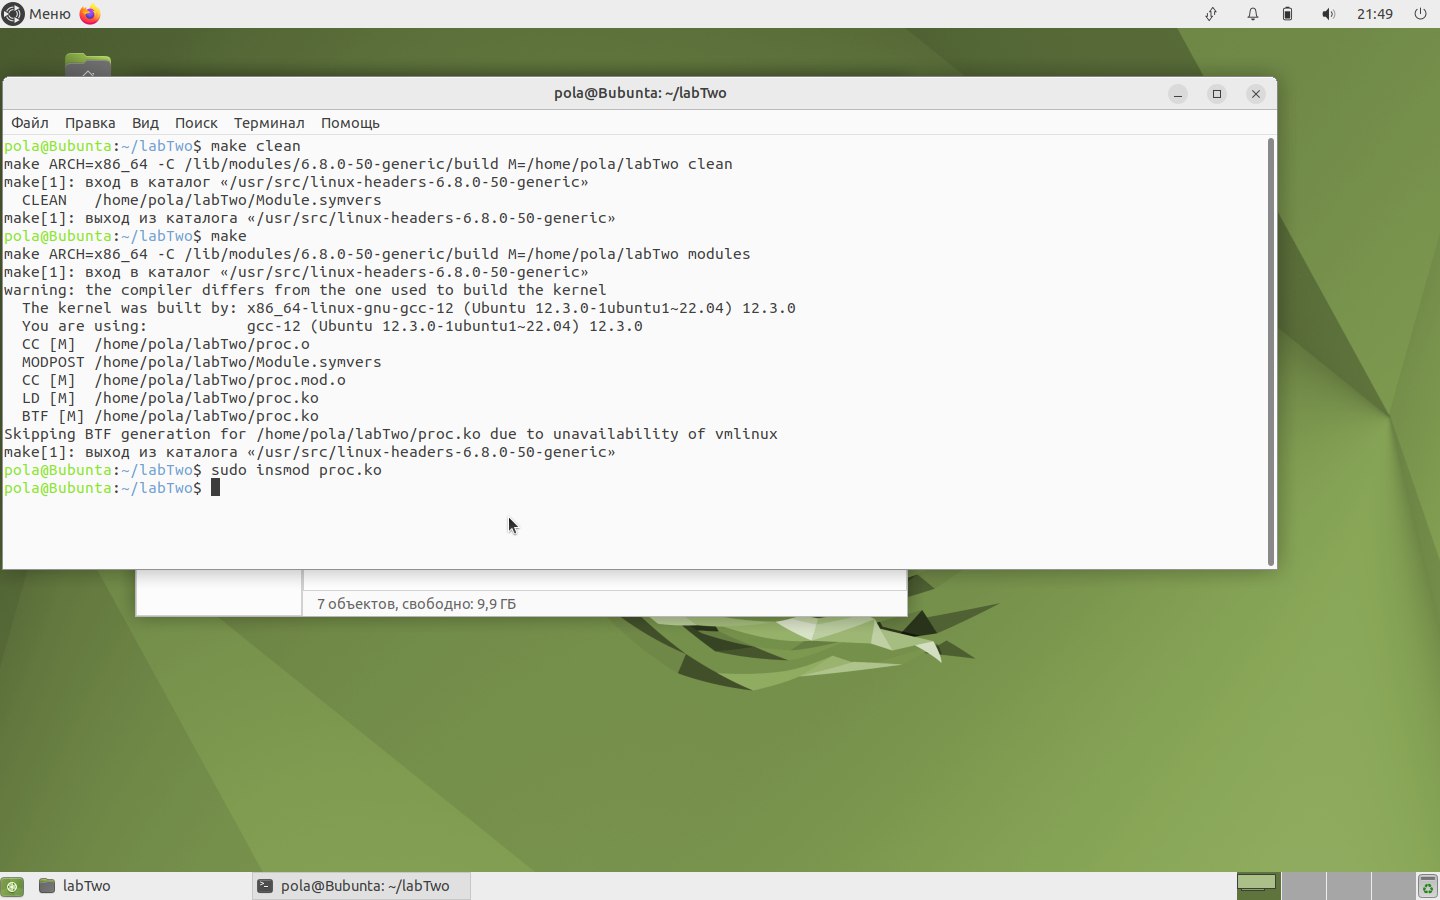 Меню
21:49
pola@Bubunta: ~/labTwo
Файл Правка Вид Поиск Терминал Помощь
pola@Bubunta:~/labTwo$ make clean
make ARCH=x86_64 -C /lib/modules/6.8.0-50-generic/build M=/home/pola/labTwo clean
make[1]: вход в каталог «/usr/src/linux-headers-6.8.0-50-generic»
  CLEAN   /home/pola/labTwo/Module.symvers
make[1]: выход из каталога «/usr/src/linux-headers-6.8.0-50-generic»
pola@Bubunta:~/labTwo$ make
make ARCH=x86_64 -C /lib/modules/6.8.0-50-generic/build M=/home/pola/labTwo modules
make[1]: вход в каталог «/usr/src/linux-headers-6.8.0-50-generic»
warning: the compiler differs from the one used to build the kernel
  The kernel was built by: x86_64-linux-gnu-gcc-12 (Ubuntu 12.3.0-1ubuntu1~22.04) 12.3.0
  You are using:           gcc-12 (Ubuntu 12.3.0-1ubuntu1~22.04) 12.3.0
  CC [M]  /home/pola/labTwo/proc.o
  MODPOST /home/pola/labTwo/Module.symvers
  CC [M]  /home/pola/labTwo/proc.mod.o
  LD [M]  /home/pola/labTwo/proc.ko
  BTF [M] /home/pola/labTwo/proc.ko
Skipping BTF generation for /home/pola/labTwo/proc.ko due to unavailability of vmlinux
make[1]: выход из каталога «/usr/src/linux-headers-6.8.0-50-generic»
pola@Bubunta:~/labTwo$ sudo insmod proc.ko
pola@Bubunta:~/labTwo$
7 объектов, свободно: 9,9 ГБ
labTwo
pola@Bubunta: ~/labTwo